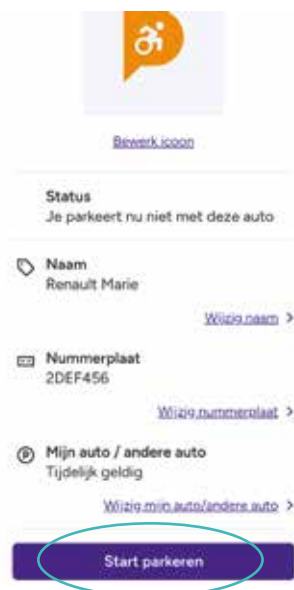 Bewerk icoon
Status
Je parkeert nu niet met deze auto
Naam
Renault Marie
Wijzig naam
Nummerplaat
2DEF456
Wijzig nummerplaat
Mijn auto / andere auto
Tijdelijk geldig
Wijzig mijn auto/andere auto
Start parkeren